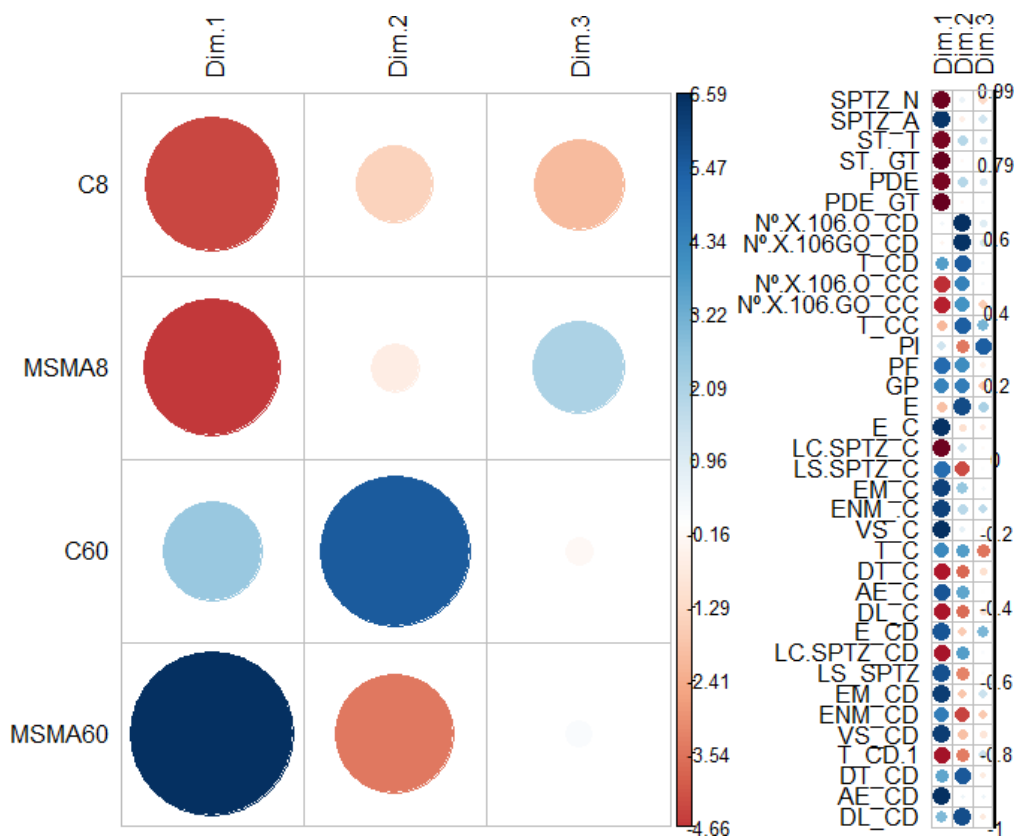 Dim.1
Dim.2
Dim.3
C8
MSMA8
C60
MSMA60
6.59
5.47
4.34
3.22
2.09
0.96
-0.16
-1.29
-2.41
-3.54
-4.66
Dim.1
Dim.2
Dim.3
SPTZ_N
SPTZ_A
ST._T
ST._GT
PDE
PDE_GT
Nº.X.106.O_CD
Nº.X.106GO_CD
T_CD
Nº.X.106.O_CC
Nº.X.106.GO_CC
T_CC
PI
PF
GP
E
E_C
LC.SPTZ_C
LS.SPTZ_C
EM_C
ENM_.C
VS_C
T_C
DT_C
AE_C
DL_C
E_CD
LC.SPTZ_CD
LS_SPTZ
EM_CD
ENM_CD
VS_CD
T_CD.1
DT_CD
AE_CD
DL_CD
0.99
0.79
0.6
0.4
0.2
0
-0.2
-0.4
-0.6
-0.8
-1